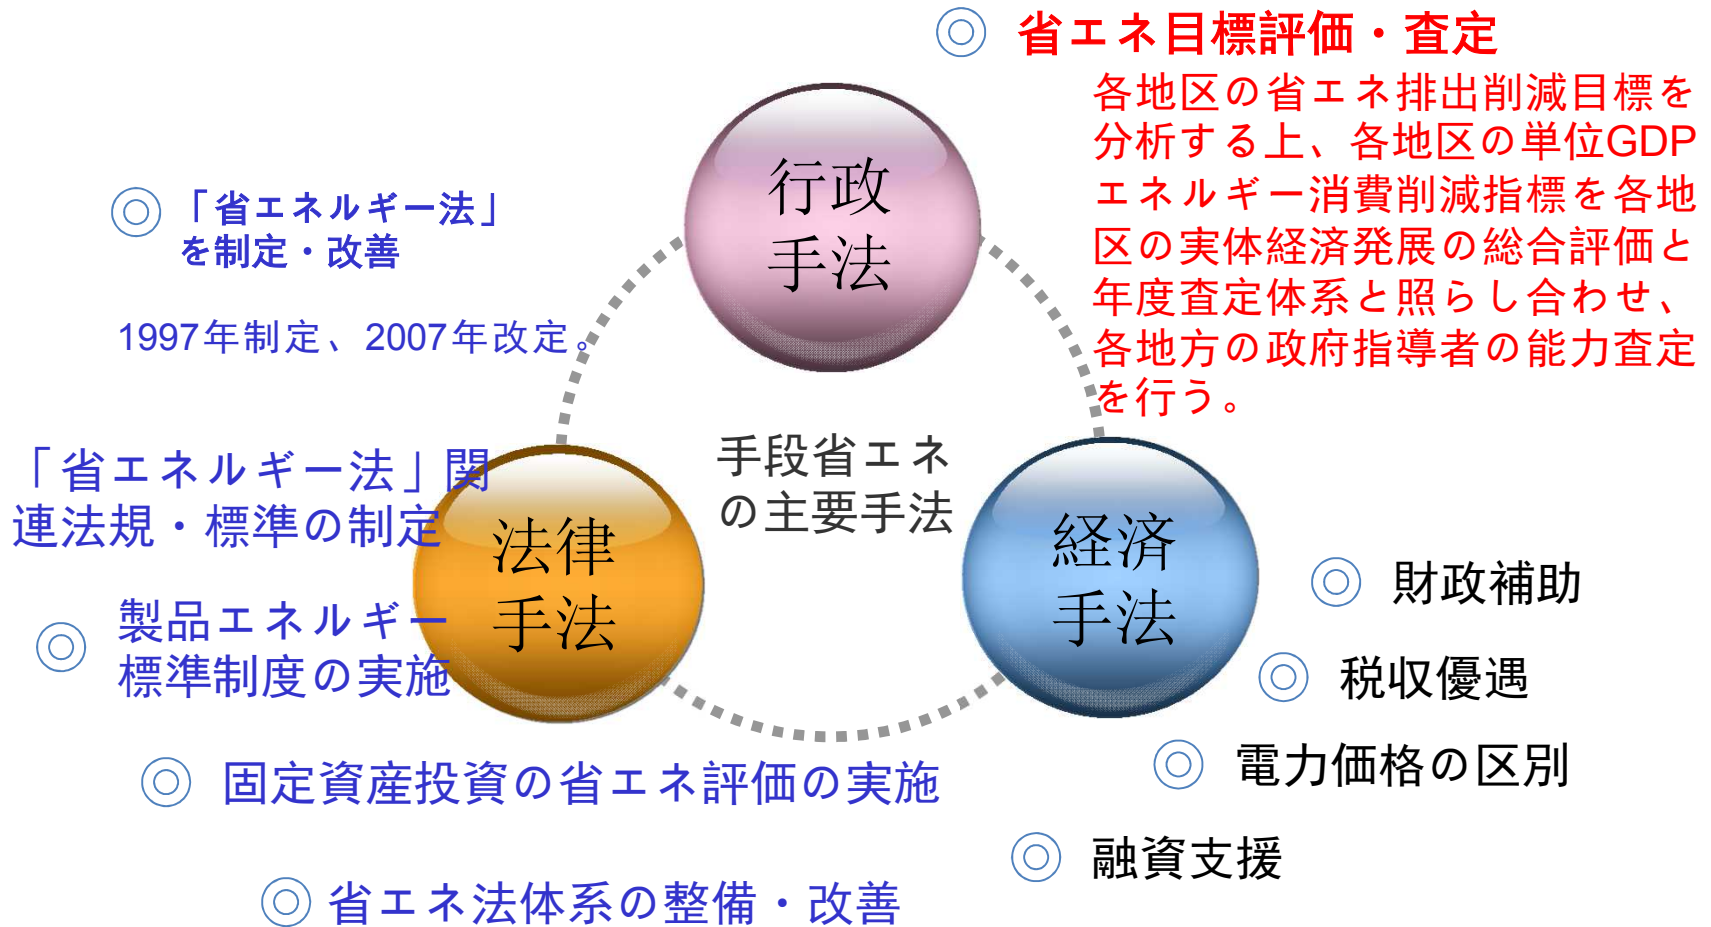 省エネ目標評価・査定
各地区の省エネ排出削減目標を
分析する上、各地区の単位GDP
エネルギー消費削減指標を各地
区の実体経済発展の総合評価と
年度査定体系と照らし合わせ、
各地方の政府指導者の能力査定
を行う。
行政
手法
「省エネルギー法」
を制定・改善
1997年制定、2007年改定。
「省エネルギー法」関
連法規・標準の制定
手段省エネ
の主要手法
法律
手法
経済
手法
製品エネルギー
標準制度の実施
財政補助
税収優遇
電力価格の区別
融資支援
固定資産投資の省エネ評価の実施
省エネ法体系の整備・改善